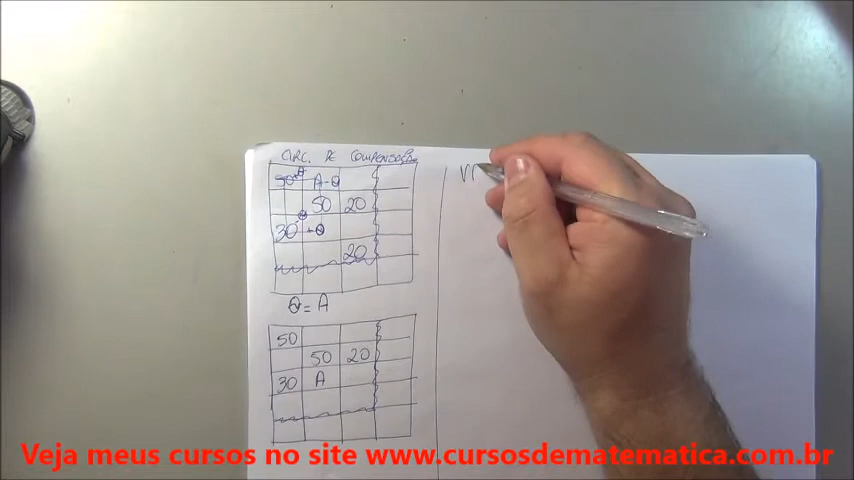 CIRC. DE COMPENSAÇÃO
50-θ A-θ
50 20
30-θ +θ
20
θ = A
50
50 20
30 A
Veja meus cursos no site www.cursosdematematica.com.br